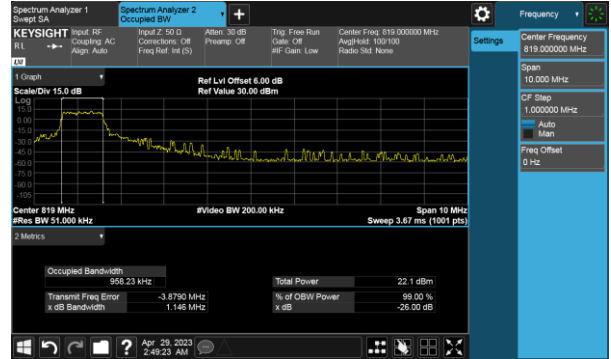 Spectrum Analyzer 1
Swept SA
Spectrum Analyzer 2
Occupied BW
Frequency
KEYSIGHT
RL
Input: RF
Coupling: AC
Align: Auto
Input Z: 50 Ω
Corrections: Off
Freq Ref: Int (S)
Atten: 30 dB
Preamp: Off
Trig: Free Run
Gate: Off
#IF Gain: Low
Center Freq: 819.000000 MHz
Avg|Hold: 100/100
Radio Std: None
Settings
Center Frequency
819.000000 MHz
Span
10.000 MHz
CF Step
1.000000 MHz
Auto
Man
Freq Offset
0 Hz
1 Graph
Scale/Div 15.0 dB
Ref Lvl Offset 6.00 dB
Ref Value 30.00 dBm
Log
15.0
0.00
-15.0
-30.0
-45.0
-60.0
-75.0
-90.0
-105
Center 819 MHz
#Res BW 51.000 kHz
#Video BW 200.00 kHz
Span 10 MHz
Sweep 3.67 ms (1001 pts)
2 Metrics
Occupied Bandwidth
958.23 kHz
Transmit Freq Error -3.8790 MHz
x dB Bandwidth 1.146 MHz
Total Power 22.1 dBm
% of OBW Power 99.00 %
x dB -26.00 dB
?
Apr 29, 2023
2:49:23 AM